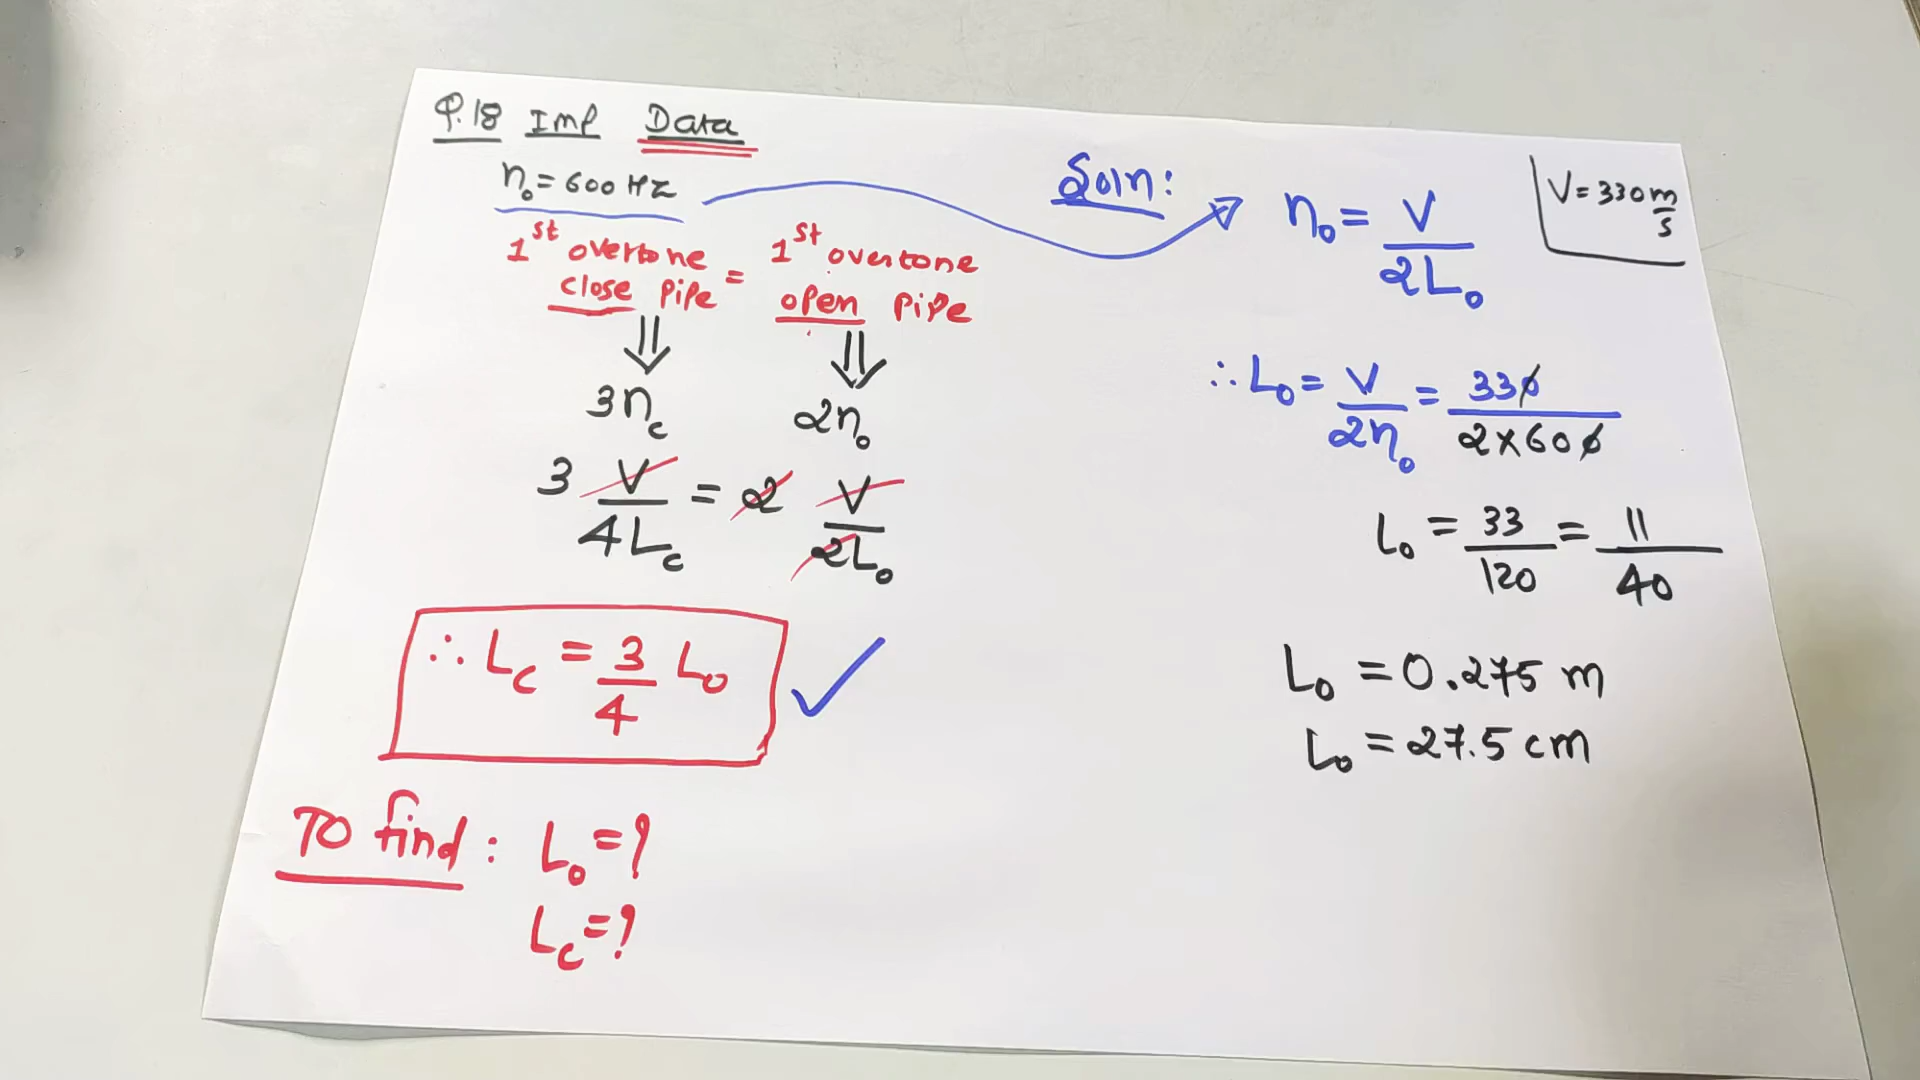 Q.18 Imp Data
n₀ = 600 HZ
1st overtone close pipe = 1st overtone open pipe
⇓ ⇓
3n_c 2n₀
3 V/4L_c = 2 V/2L₀
∴ L_c = 3/4 L₀ ✓
To find : L₀ = ?
L_c = ?
Soln:
n₀ = V/2L₀
V = 330 m/s
∴ L₀ = V/2n₀ = 330/2×600
L₀ = 33/120 = 11/40
L₀ = 0.275 m
L₀ = 27.5 cm